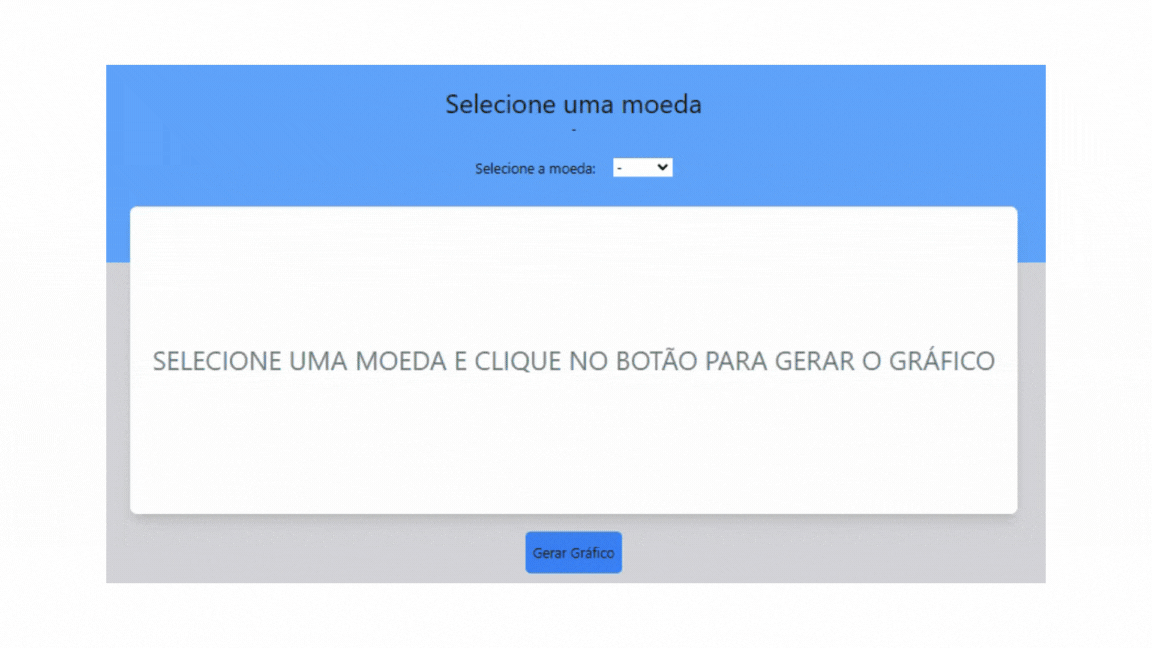 Selecione uma moeda
-
Selecione a moeda: -
SELECIONE UMA MOEDA E CLIQUE NO BOTÃO PARA GERAR O GRÁFICO
Gerar Gráfico